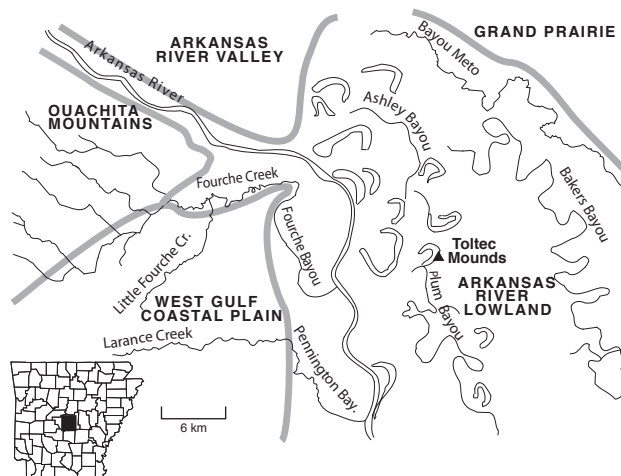 ARKANSAS
RIVER VALLEY
GRAND PRAIRIE
Bayou Meto
Arkansas River
OUACHITA
MOUNTAINS
Ashley Bayou
Fourche Creek
Bakers Bayou
Fourche Bayou
Little Fourche Cr.
Toltec
Mounds
Plum Bayou
ARKANSAS
RIVER
LOWLAND
WEST GULF
COASTAL PLAIN
Larance Creek
Pennington Bay.
6 km